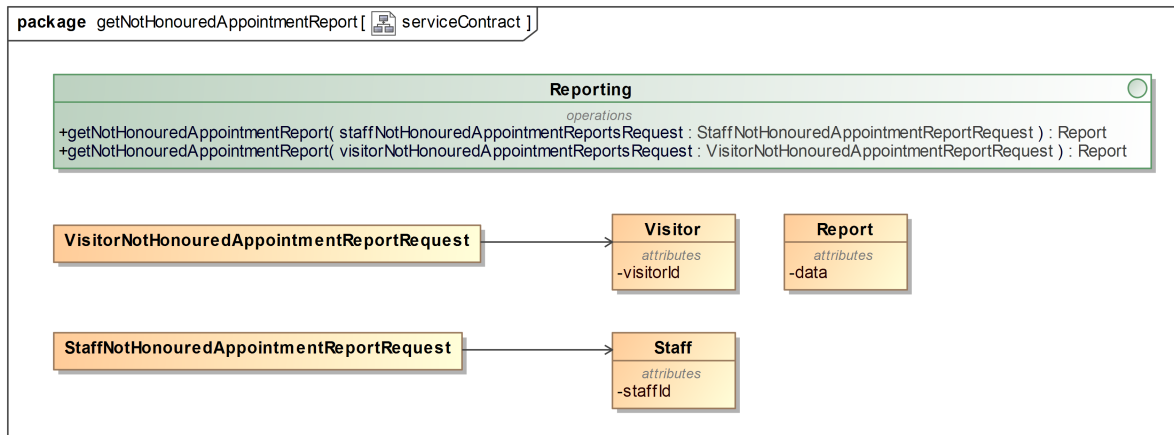 package getNotHonouredAppointmentReport [ serviceContract ]
Reporting
operations
+getNotHonouredAppointmentReport( staffNotHonouredAppointmentReportsRequest : StaffNotHonouredAppointmentReportRequest ) : Report
+getNotHonouredAppointmentReport( visitorNotHonouredAppointmentReportsRequest : VisitorNotHonouredAppointmentReportRequest ) : Report
VisitorNotHonouredAppointmentReportRequest
Visitor
attributes
-visitorId
Report
attributes
-data
StaffNotHonouredAppointmentReportRequest
Staff
attributes
-staffId